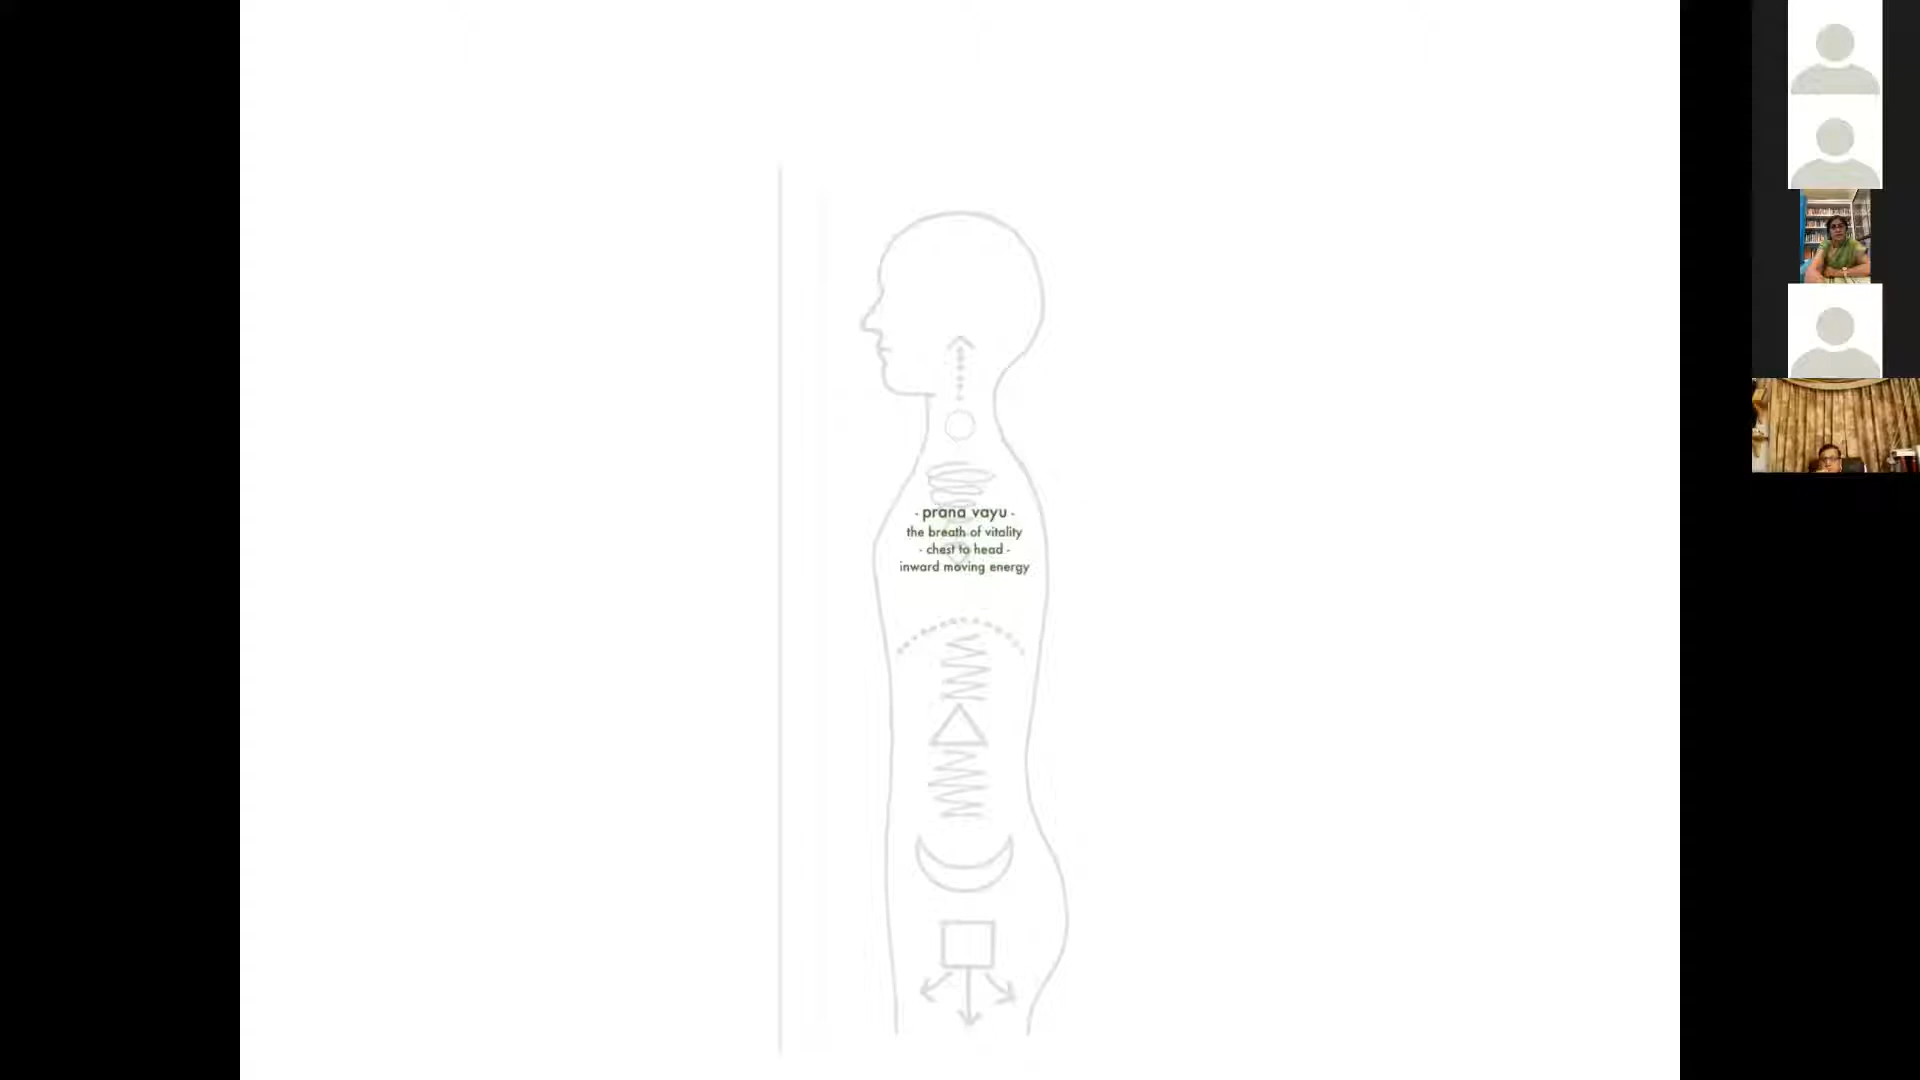 - prana vayu -
the breath of vitality
- chest to head -
inward moving energy